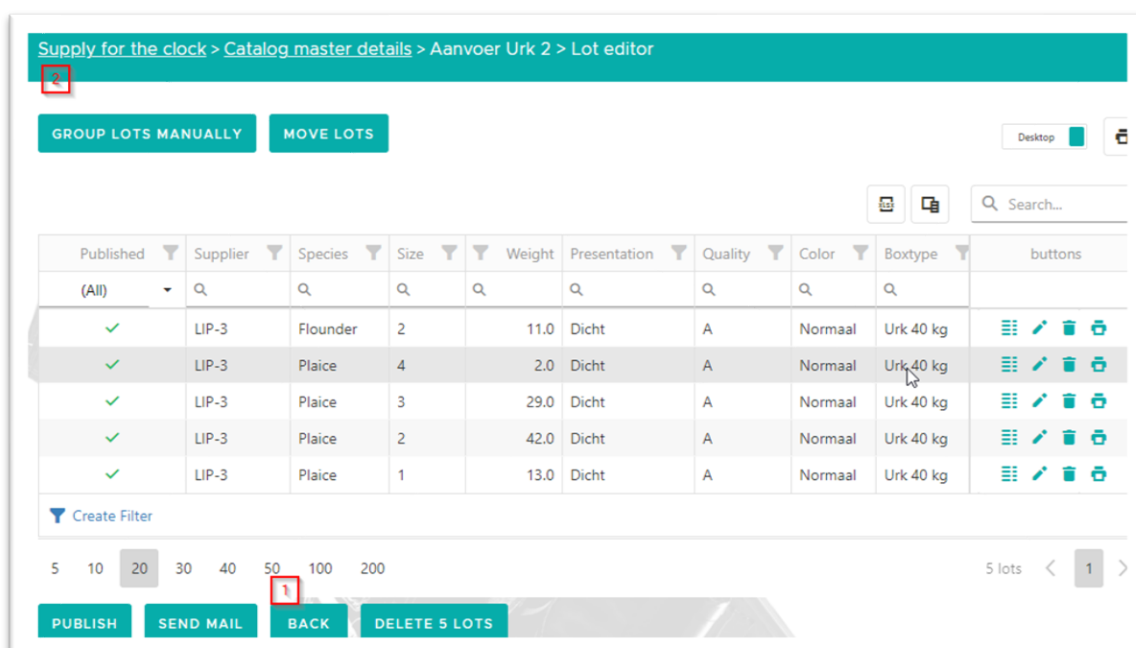 Supply for the clock > Catalog master details > Aanvoer Urk 2 > Lot editor
2
GROUP LOTS MANUALLY MOVE LOTS Desktop
XLSX Search...
Published Supplier Species Size Weight Presentation Quality Color Boxtype buttons
(All)
LIP-3 Flounder 2 11.0 Dicht A Normaal Urk 40 kg
LIP-3 Plaice 4 2.0 Dicht A Normaal Urk 40 kg
LIP-3 Plaice 3 29.0 Dicht A Normaal Urk 40 kg
LIP-3 Plaice 2 42.0 Dicht A Normaal Urk 40 kg
LIP-3 Plaice 1 13.0 Dicht A Normaal Urk 40 kg
Create Filter
5 10 20 30 40 50 100 200 5 lots 1
1
PUBLISH SEND MAIL BACK DELETE 5 LOTS